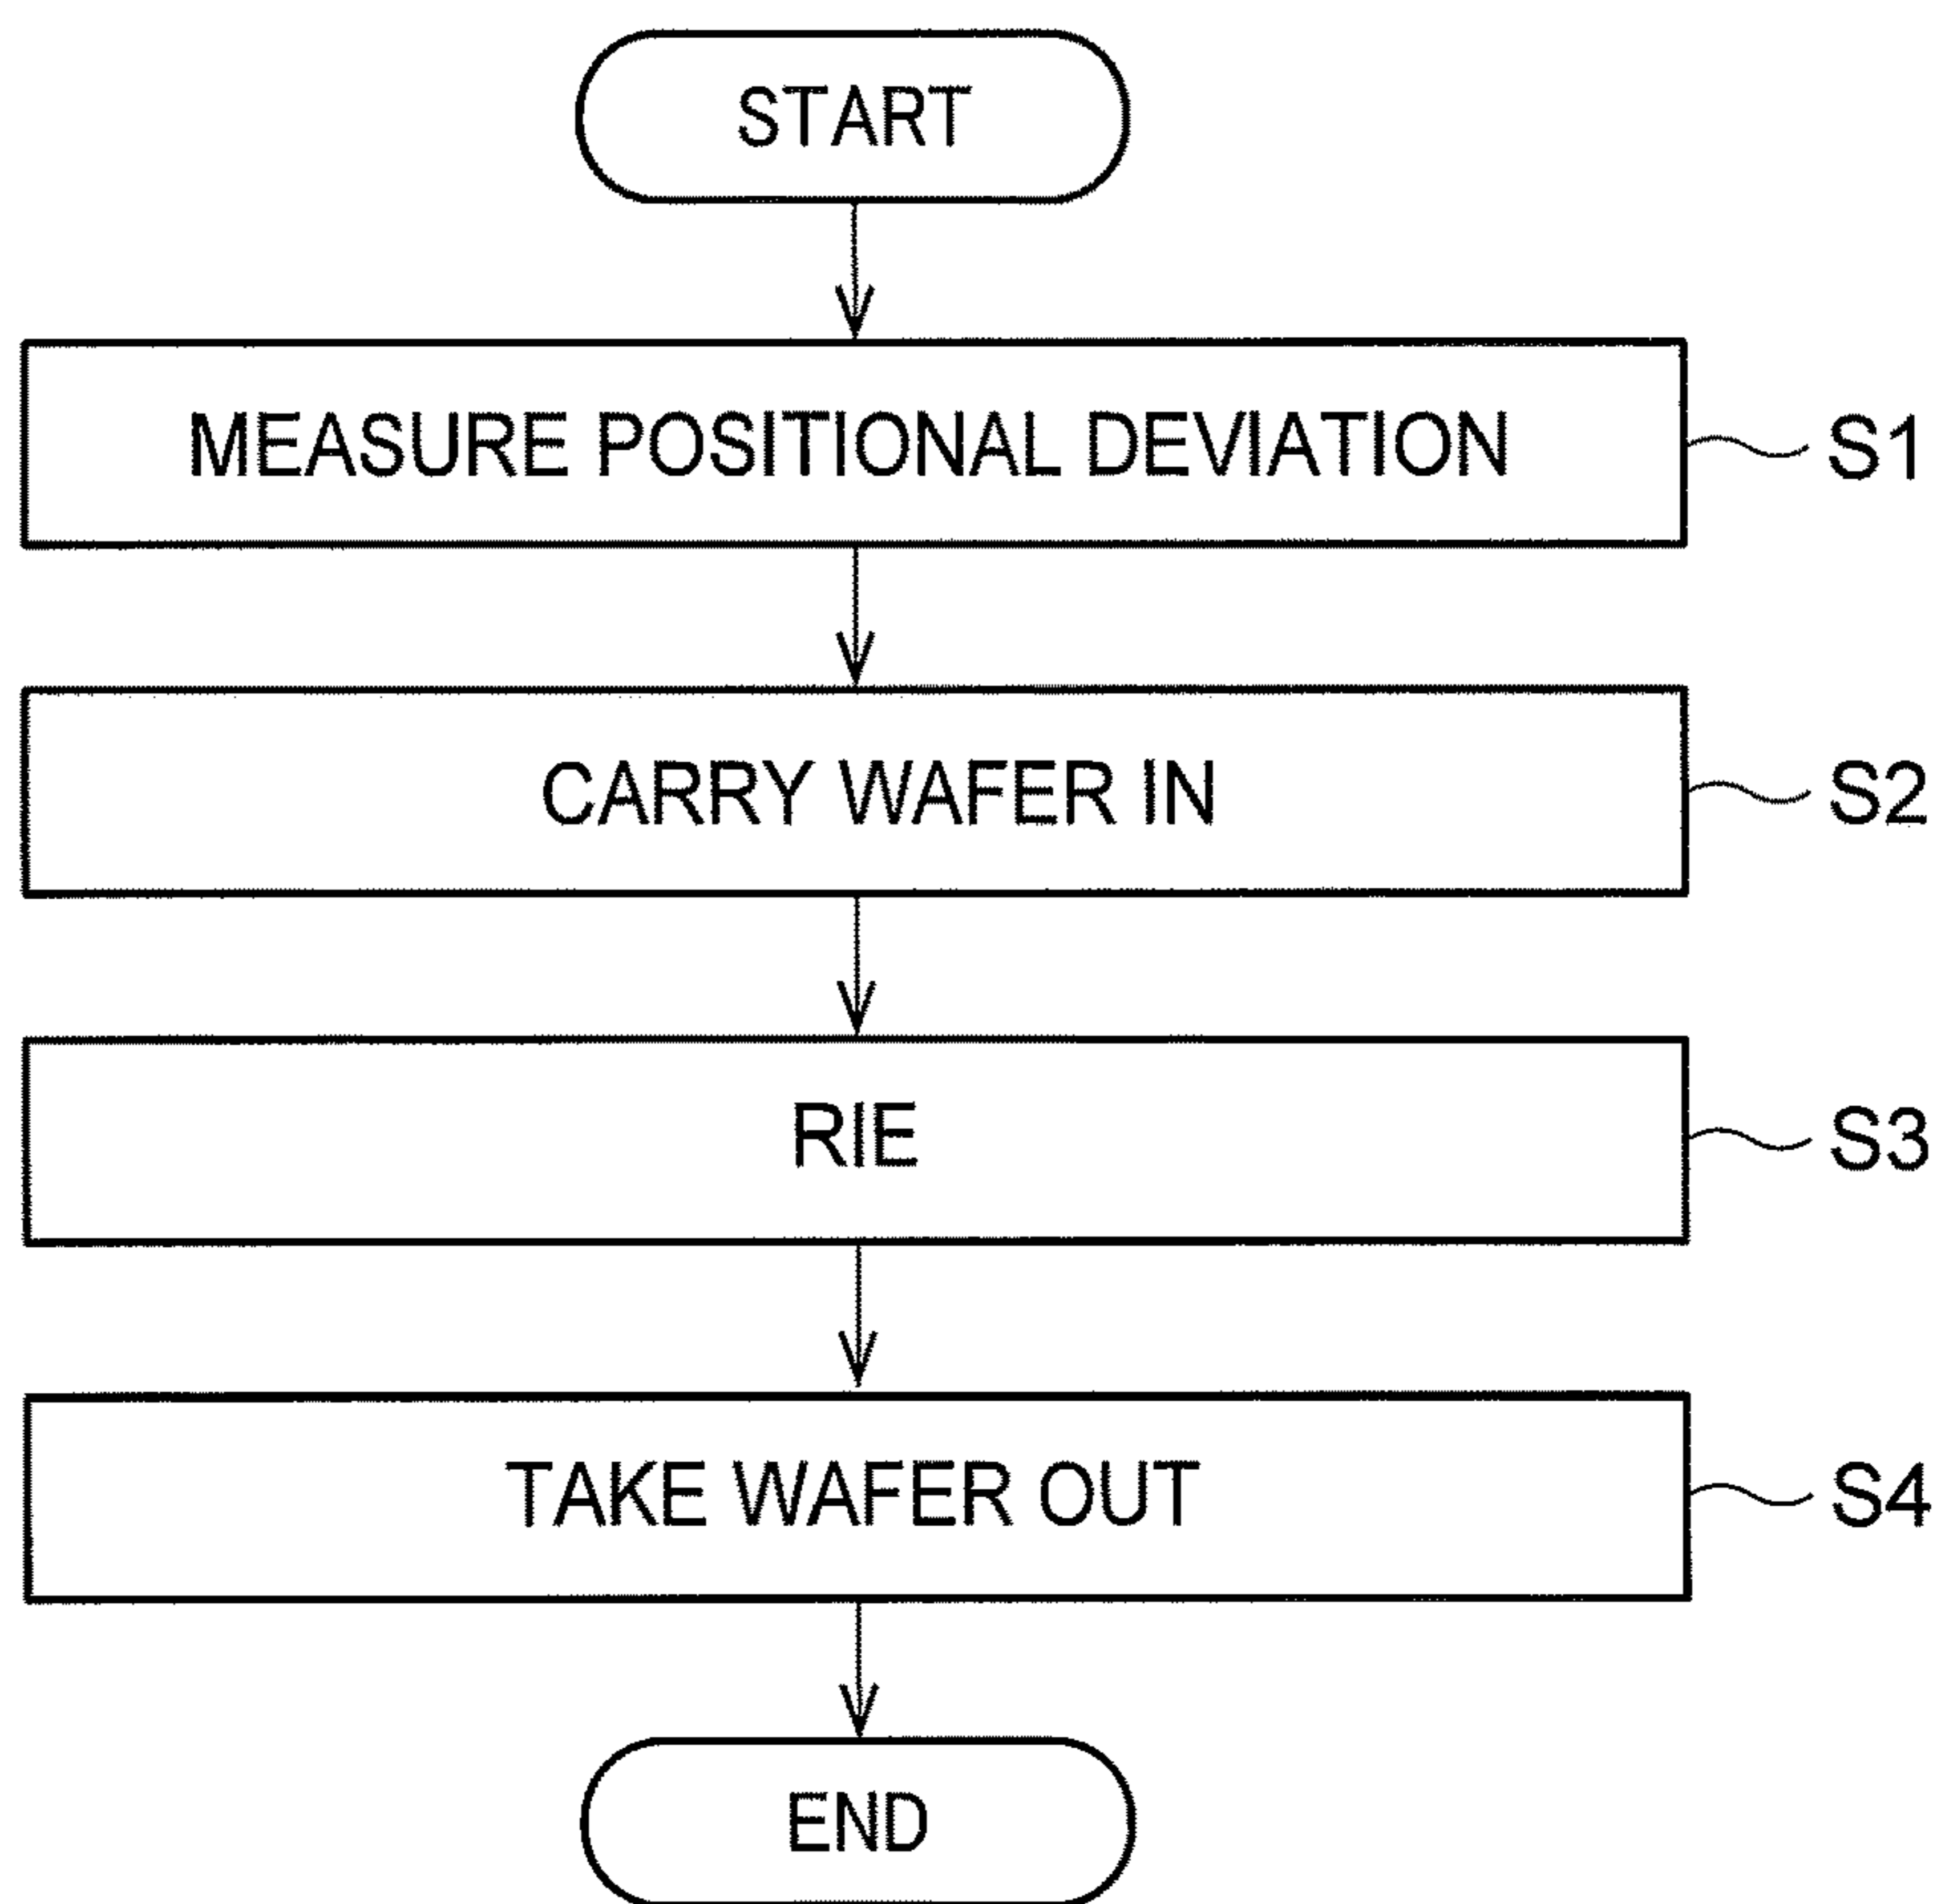 START
MEASURE POSITIONAL DEVIATION S1
CARRY WAFER IN S2
RIE S3
TAKE WAFER OUT S4
END